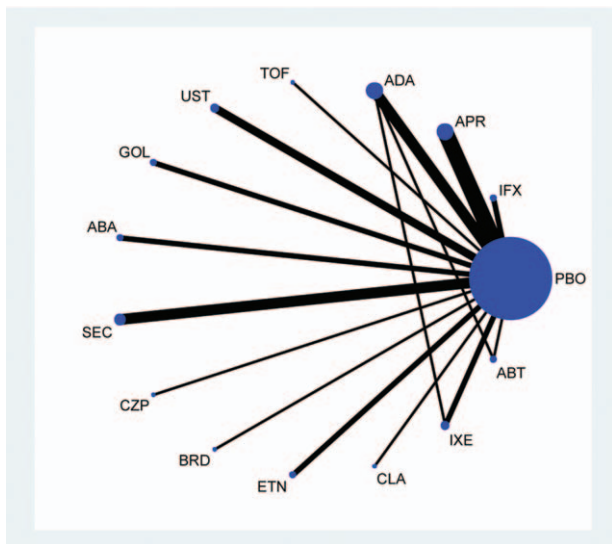 TOF
ADA
UST
APR
GOL
IFX
ABA
PBO
SEC
ABT
CZP
IXE
BRD
CLA
ETN